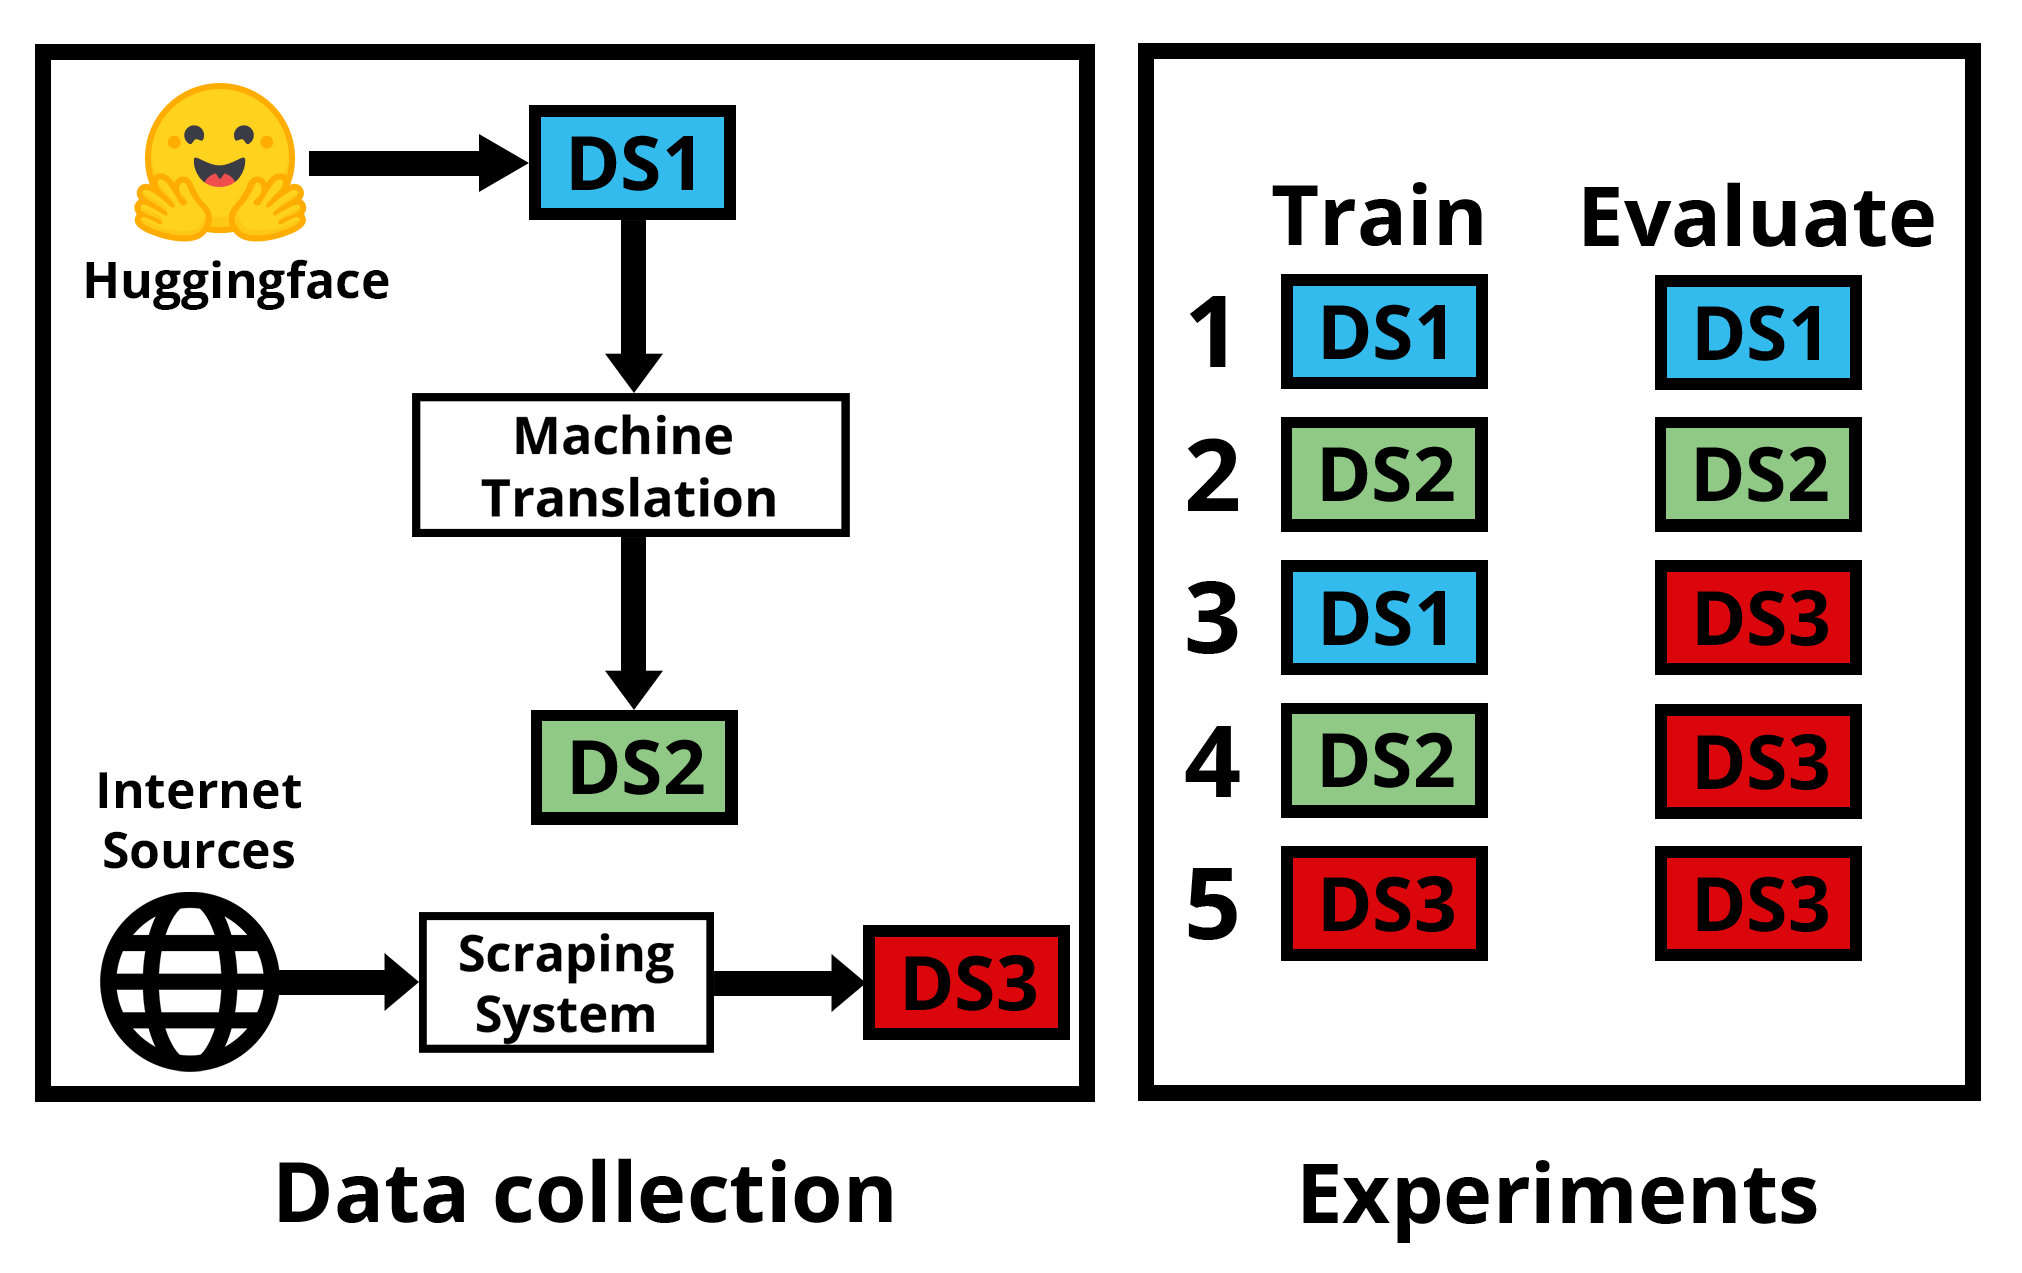 DS1
Huggingface
Machine
Translation
DS2
Internet
Sources
Scraping
System
DS3
Data collection
Train Evaluate
1 DS1 DS1
2 DS2 DS2
3 DS1 DS3
4 DS2 DS3
5 DS3 DS3
Experiments